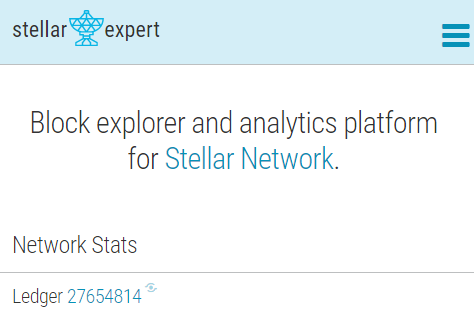 stellar expert
Block explorer and analytics platform
for Stellar Network.
Network Stats
Ledger 27654814